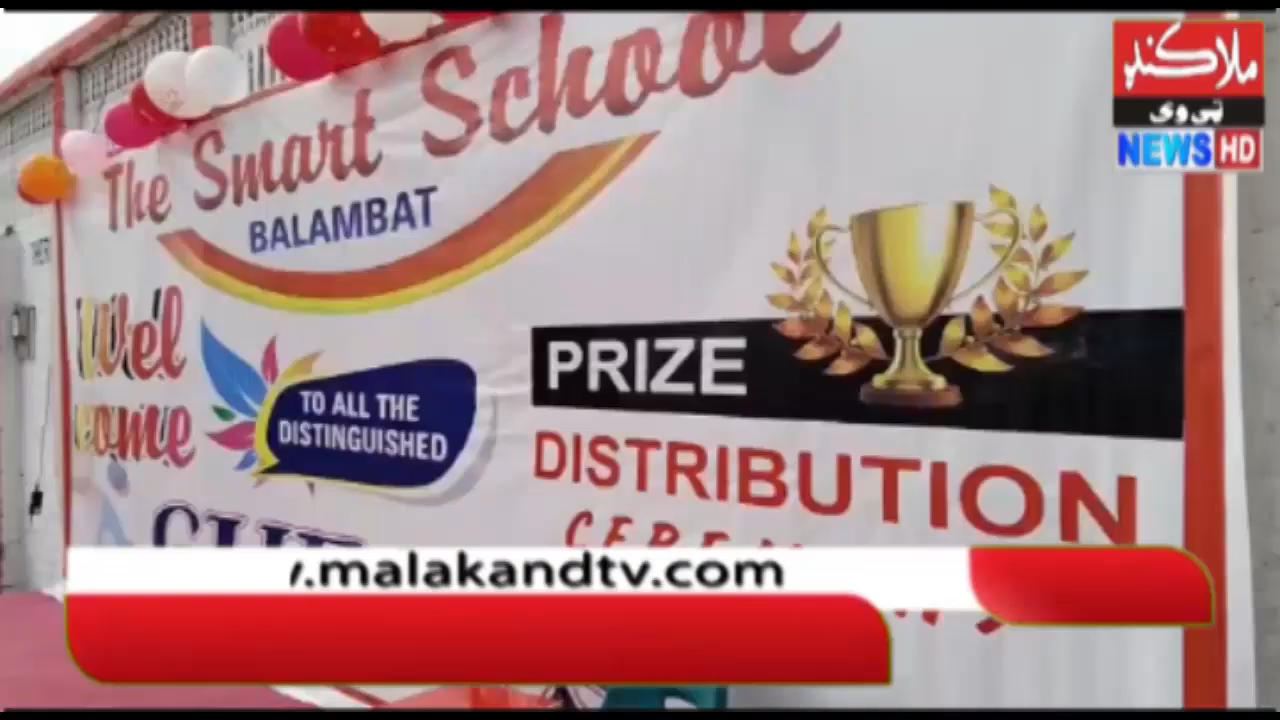 The Smart School
BALAMBAT
Wel
come
TO ALL THE
DISTINGUISHED
PRIZE
DISTRIBUTION
ملاکنڈ
ٹی وی
NEWS HD
.malakandtv.com